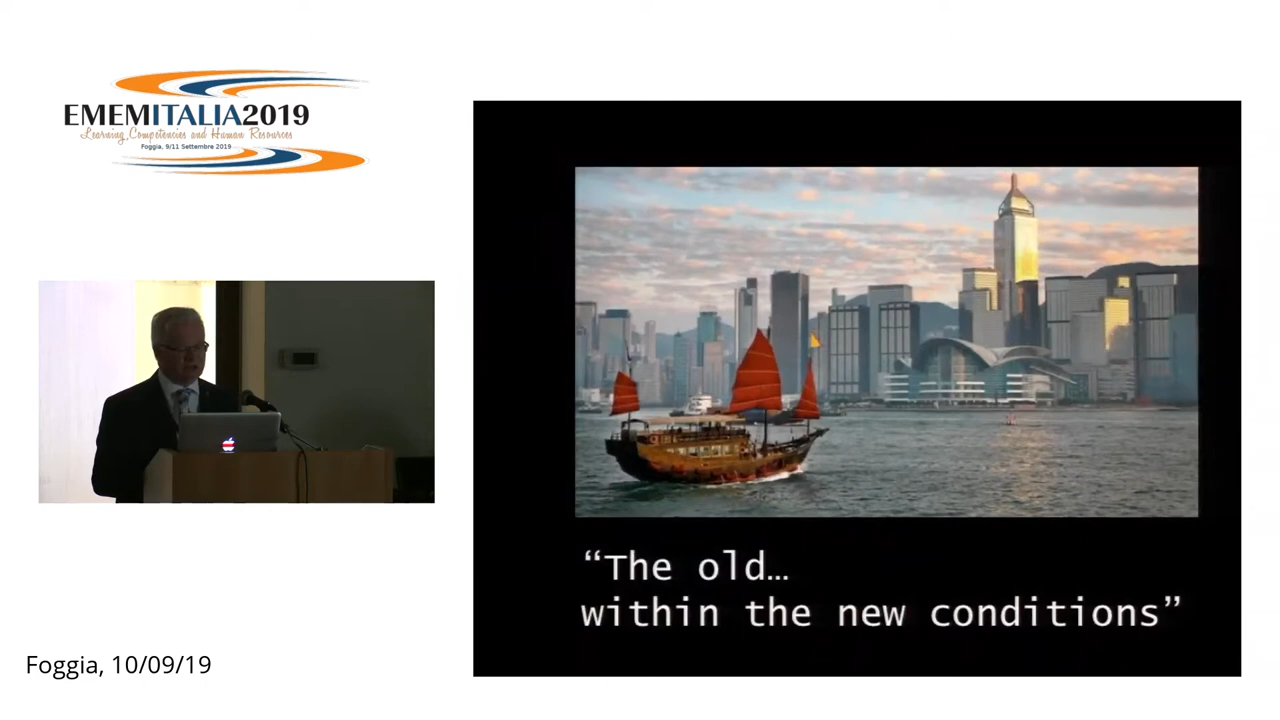 EMEMITALIA2019
Learning, Competencies and Human Resources
Foggia, 9/11 Settembre 2019
“The old…
within the new conditions”
Foggia, 10/09/19